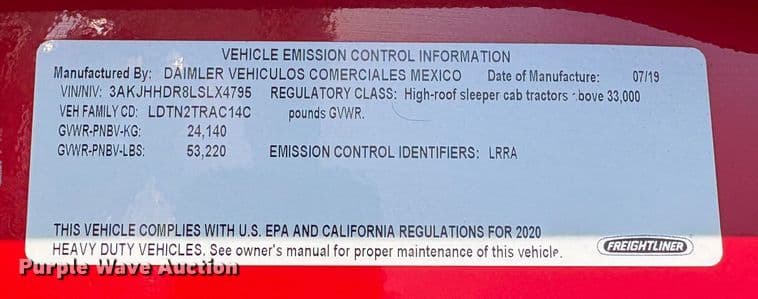 VEHICLE EMISSION CONTROL INFORMATION
Manufactured By: DAIMLER VEHICULOS COMERCIALES MEXICO Date of Manufacture: 07/19
VIN/NIV: 3AKJHHDR8LSLX4795 REGULATORY CLASS: High-roof sleeper cab tractors above 33,000
VEH FAMILY CD: LDTN2TRAC14C pounds GVWR.
GVWR-PNBV-KG: 24,140
GVWR-PNBV-LBS: 53,220 EMISSION CONTROL IDENTIFIERS: LRRA
THIS VEHICLE COMPLIES WITH U.S. EPA AND CALIFORNIA REGULATIONS FOR 2020
HEAVY DUTY VEHICLES. See owner's manual for proper maintenance of this vehicle.
FREIGHTLINER
Purple Wave Auction